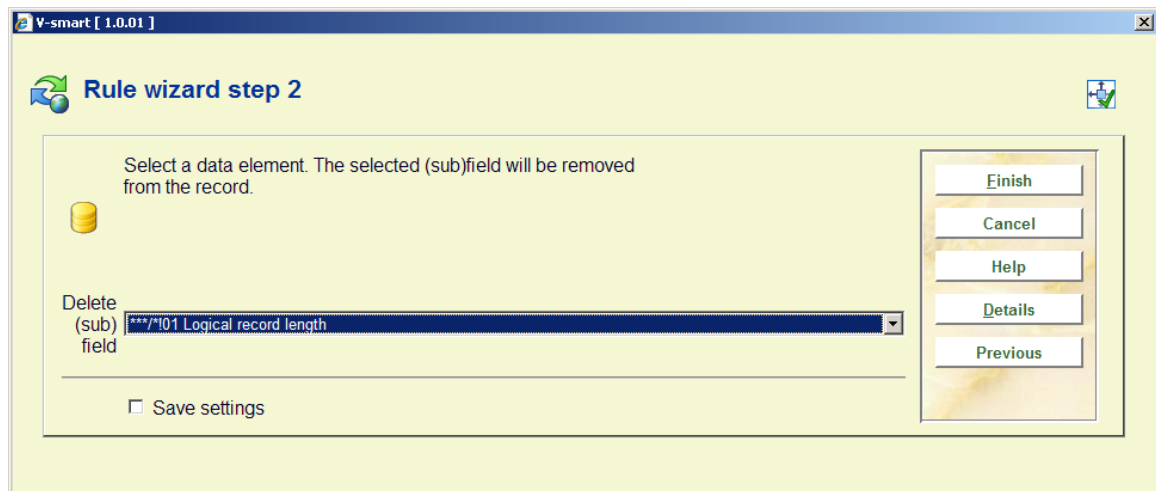 V-smart [ 1.0.01 ]
Rule wizard step 2
Select a data element. The selected (sub)field will be removed
from the record.
Finish
Cancel
Help
Details
Previous
Delete
(sub)
field
***/*!01 Logical record length
Save settings